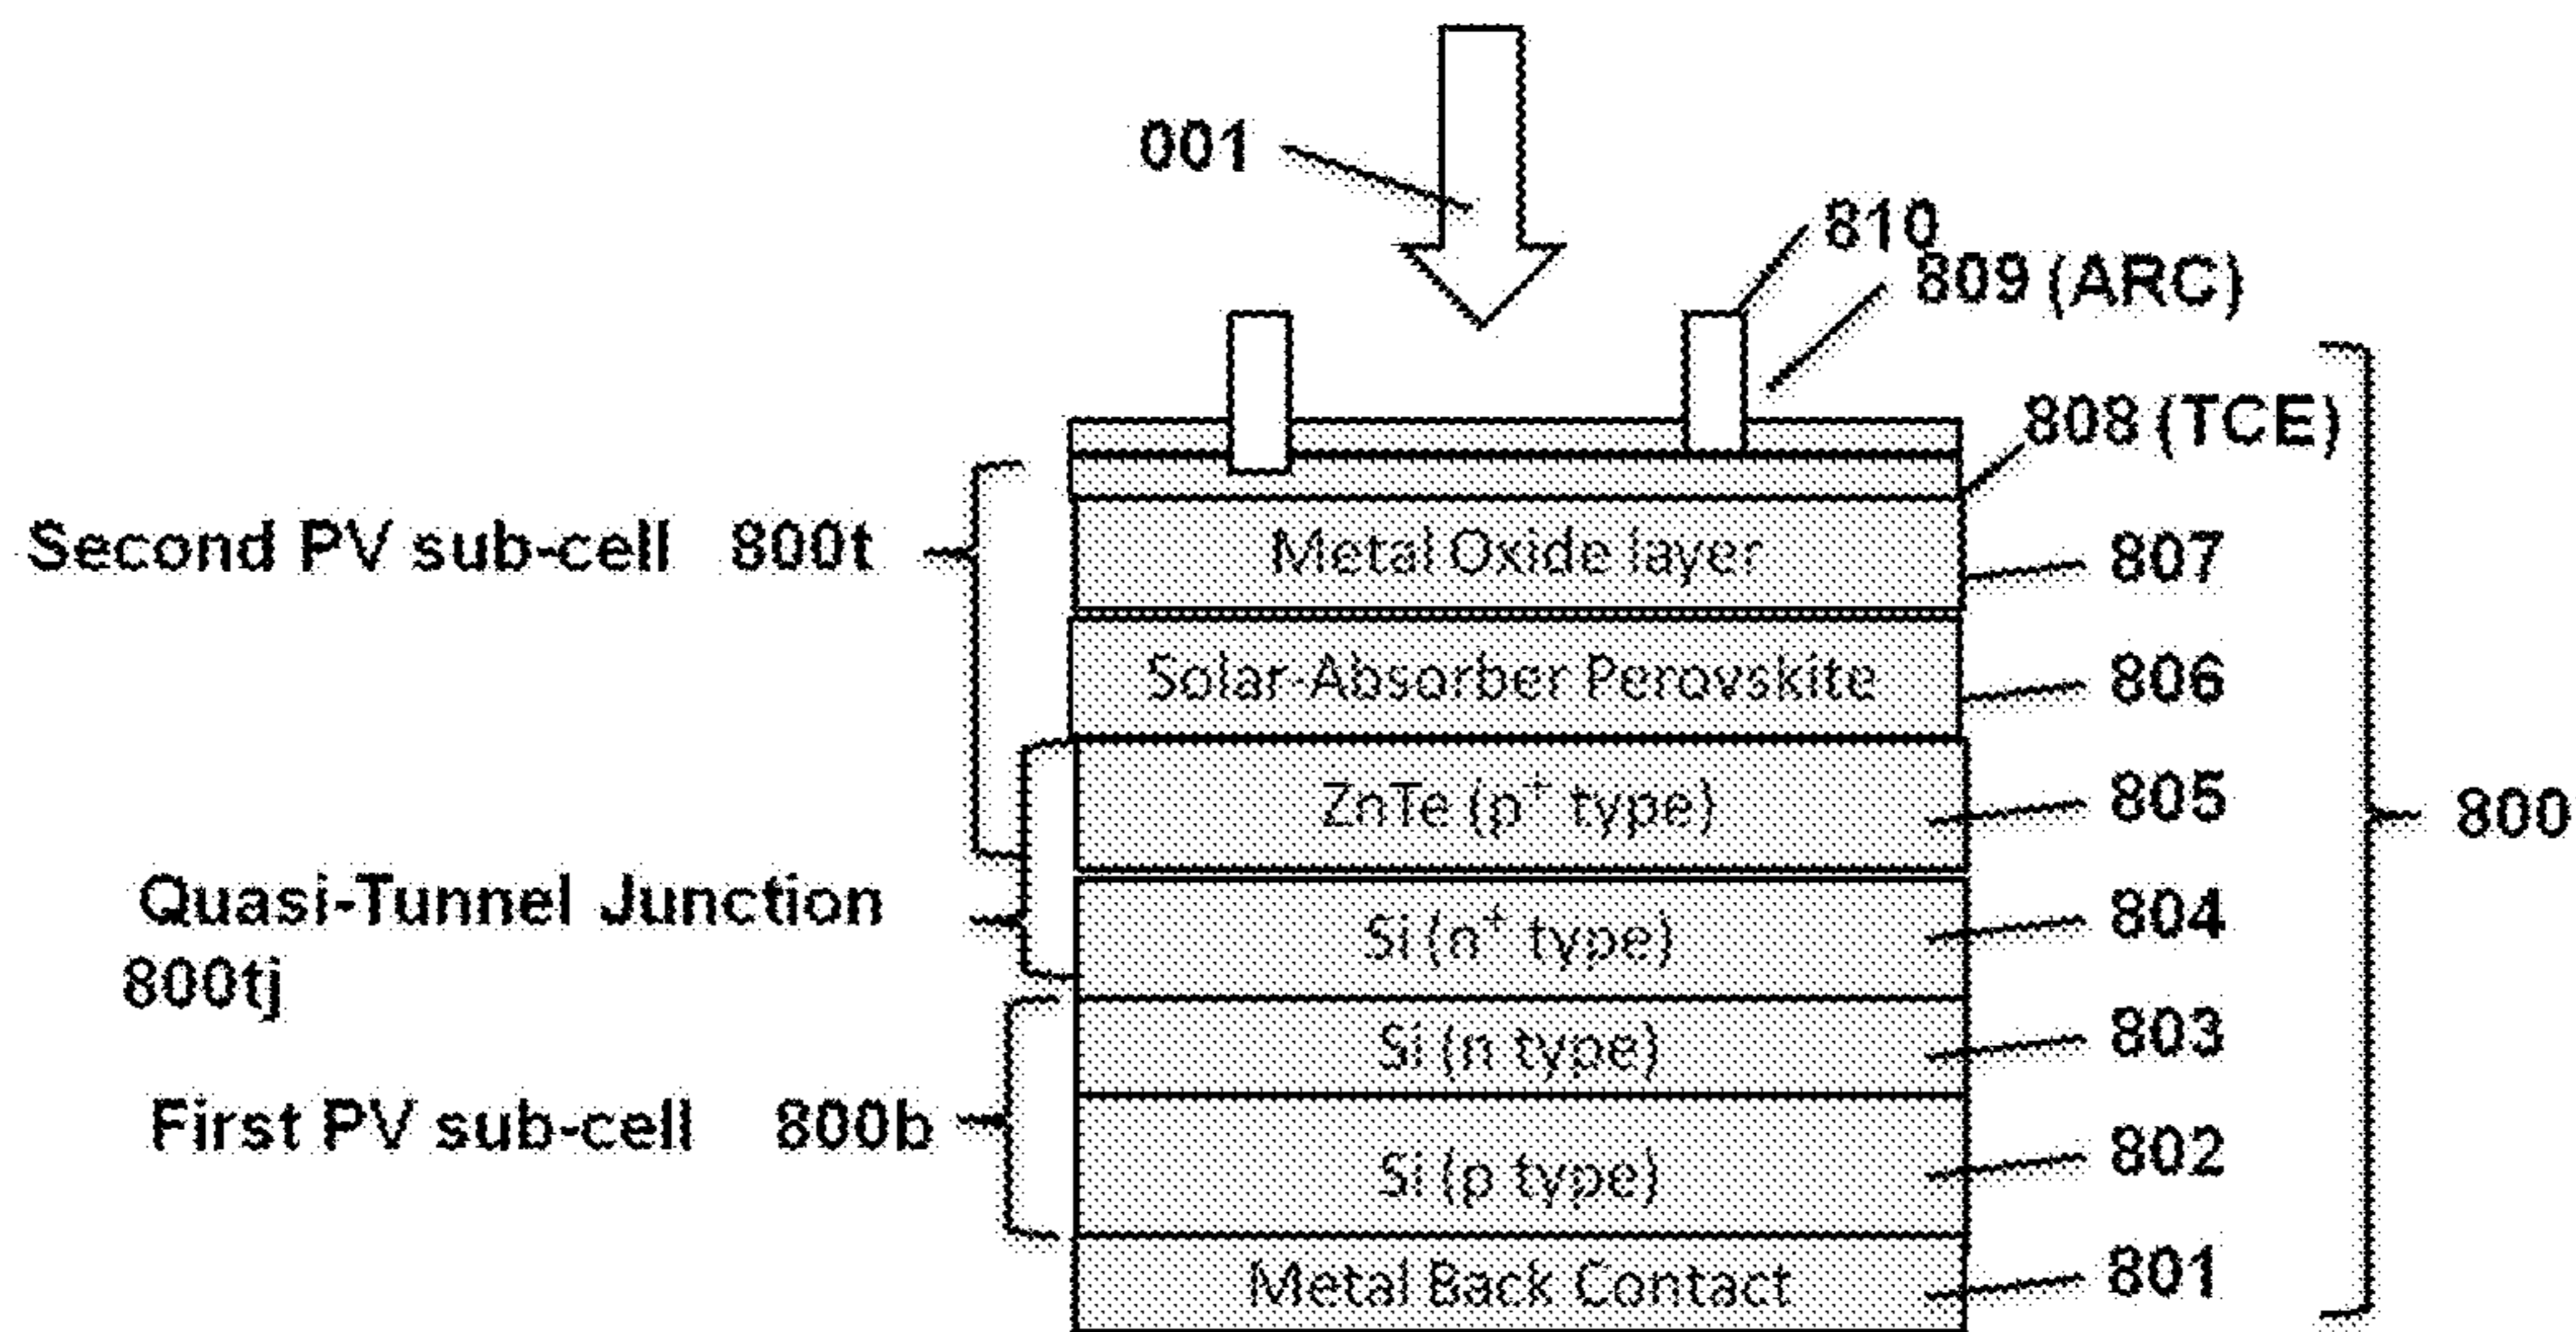 001
810
809 (ARC)
808 (TCE)
Metal Oxide layer
807
Second PV sub-cell 800t
Solar-Absorber Perovskite
806
ZnTe (p⁺ type)
805
800
Quasi-Tunnel Junction
800tj
Si (n⁺ type)
804
Si (n type)
803
First PV sub-cell 800b
Si (p type)
802
Metal Back Contact
801